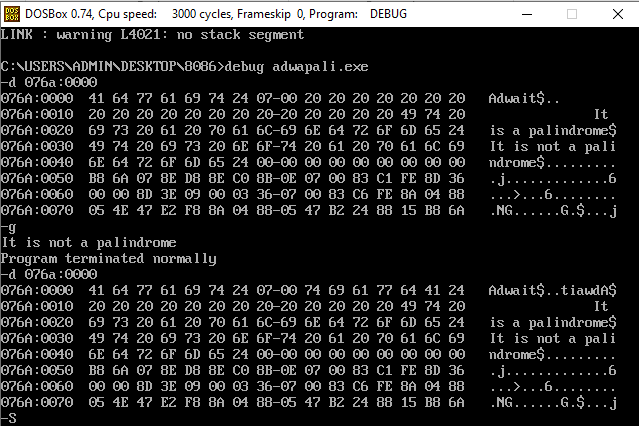 DOSBox 0.74, Cpu speed: 3000 cycles, Frameskip 0, Program: DEBUG
LINK : warning L4021: no stack segment
C:\USERS\ADMIN\DESKTOP\8086>debug adwapali.exe
-d 076a:0000
076A:0000 41 64 77 61 69 74 24 07-00 20 20 20 20 20 20 20 Adwait$..
076A:0010 20 20 20 20 20 20 20 20-20 20 20 20 20 49 74 20 It
076A:0020 69 73 20 61 20 70 61 6C-69 6E 64 72 6F 6D 65 24 is a palindrome$
076A:0030 49 74 20 69 73 20 6E 6F-74 20 61 20 70 61 6C 69 It is not a pali
076A:0040 6E 64 72 6F 6D 65 24 00-00 00 00 00 00 00 00 00 ndrome$.........
076A:0050 B8 6A 07 8E D8 8E C0 8B-0E 07 00 83 C1 FE 8D 36 .j.............6
076A:0060 00 00 8D 3E 09 00 03 36-07 00 83 C6 FE 8A 04 88 ...>...6........
076A:0070 05 4E 47 E2 F8 8A 04 88-05 47 B2 24 88 15 B8 6A .NG......G.$...j
-g
It is not a palindrome
Program terminated normally
-d 076a:0000
076A:0000 41 64 77 61 69 74 24 07-00 74 69 61 77 64 41 24 Adwait$..tiawdA$
076A:0010 20 20 20 20 20 20 20 20-20 20 20 20 20 49 74 20 It
076A:0020 69 73 20 61 20 70 61 6C-69 6E 64 72 6F 6D 65 24 is a palindrome$
076A:0030 49 74 20 69 73 20 6E 6F-74 20 61 20 70 61 6C 69 It is not a pali
076A:0040 6E 64 72 6F 6D 65 24 00-00 00 00 00 00 00 00 00 ndrome$.........
076A:0050 B8 6A 07 8E D8 8E C0 8B-0E 07 00 83 C1 FE 8D 36 .j.............6
076A:0060 00 00 8D 3E 09 00 03 36-07 00 83 C6 FE 8A 04 88 ...>...6........
076A:0070 05 4E 47 E2 F8 8A 04 88-05 47 B2 24 88 15 B8 6A .NG......G.$...j
-S